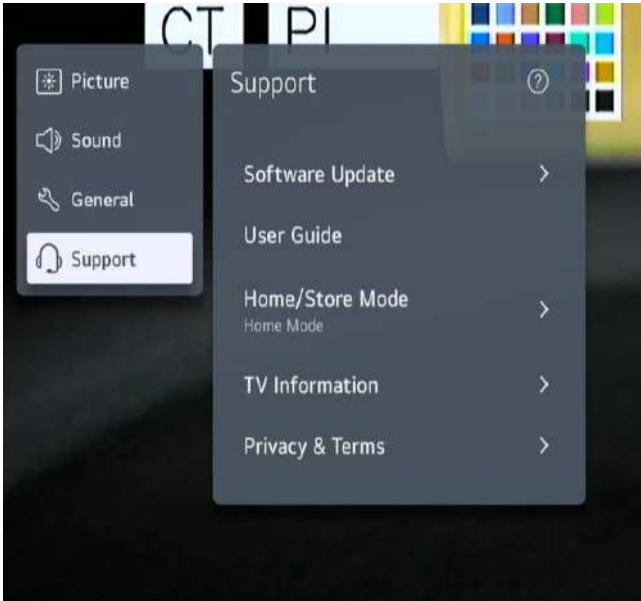 CT PI
Picture
Sound
General
Support
Support
Software Update
User Guide
Home/Store Mode
Home Mode
TV Information
Privacy & Terms